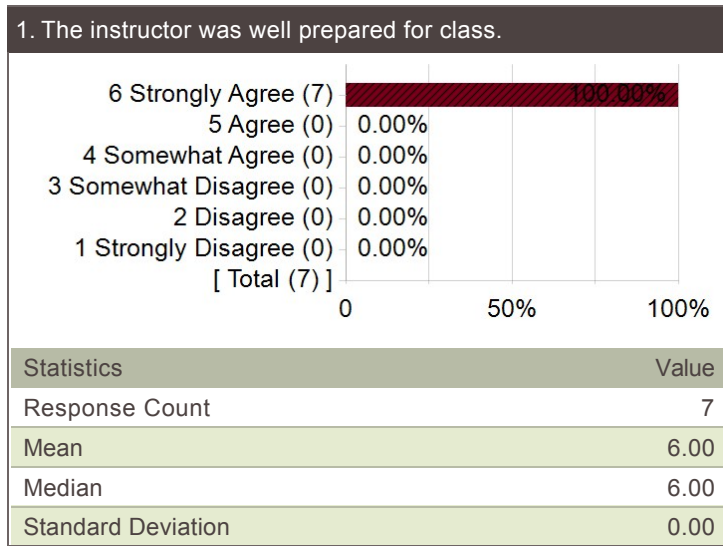 1. The instructor was well prepared for class.
6 Strongly Agree (7) 100.00%
5 Agree (0) 0.00%
4 Somewhat Agree (0) 0.00%
3 Somewhat Disagree (0) 0.00%
2 Disagree (0) 0.00%
1 Strongly Disagree (0) 0.00%
[ Total (7) ]
0 50% 100%
Statistics Value
Response Count 7
Mean 6.00
Median 6.00
Standard Deviation 0.00